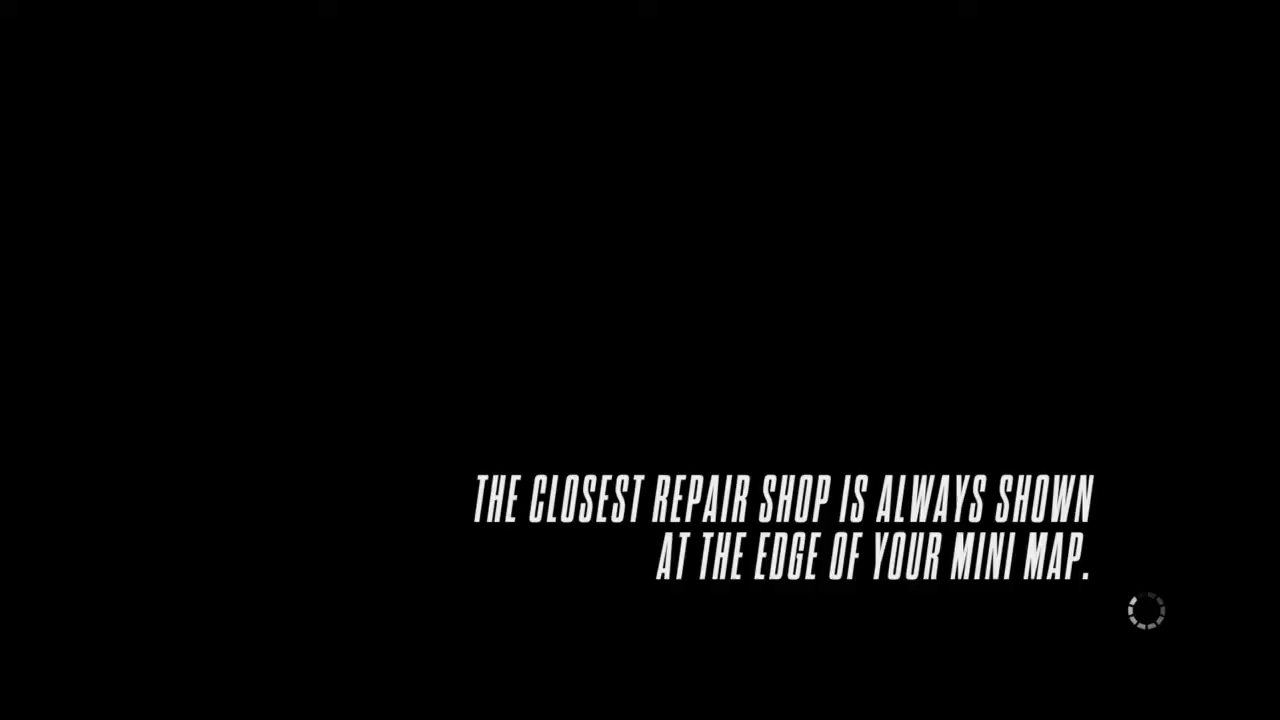 THE CLOSEST REPAIR SHOP IS ALWAYS SHOWN
AT THE EDGE OF YOUR MINI MAP.